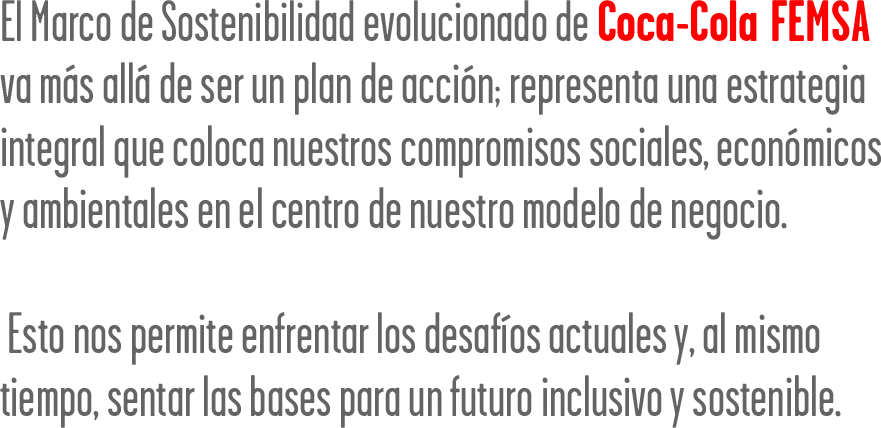 El Marco de Sostenibilidad evolucionado de Coca-Cola FEMSA
va más allá de ser un plan de acción; representa una estrategia
integral que coloca nuestros compromisos sociales, económicos
y ambientales en el centro de nuestro modelo de negocio.
Esto nos permite enfrentar los desafíos actuales y, al mismo
tiempo, sentar las bases para un futuro inclusivo y sostenible.